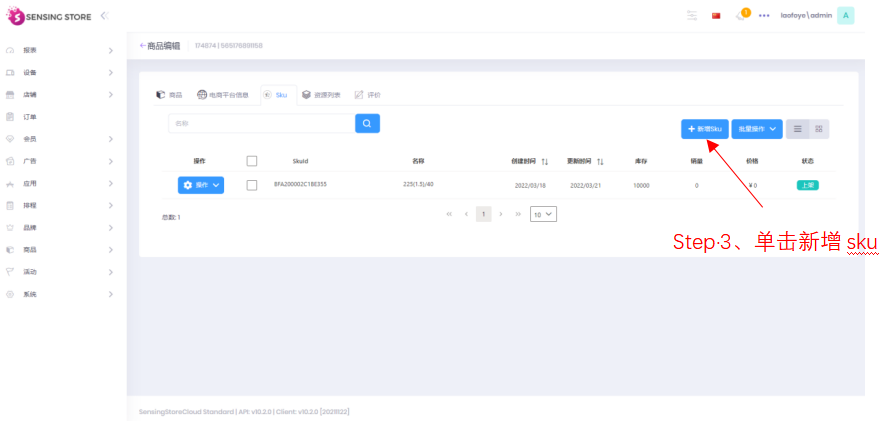 SENSING STORE
1
laofoye\admin
A
报表
设备
店铺
订单
会员
广告
应用
排程
品牌
商品
活动
系统
商品编辑 174674 | 565176691158
商品 电商平台信息 Sku 资源列表 评价
名称
+ 新增Sku 批量操作
操作 SkuId 名称 创建时间 更新时间 库存 销量 价格 状态
操作 BFA200002C1BE355 225(1.5)/40 2022/03/18 2022/03/21 10000 0 ¥ 0 上架
总数: 1 « ‹ 1 › » 10
Step·3、单击新增 sku
SensingStoreCloud Standard | API: v10.2.0 | Client: v10.2.0 [20211022]